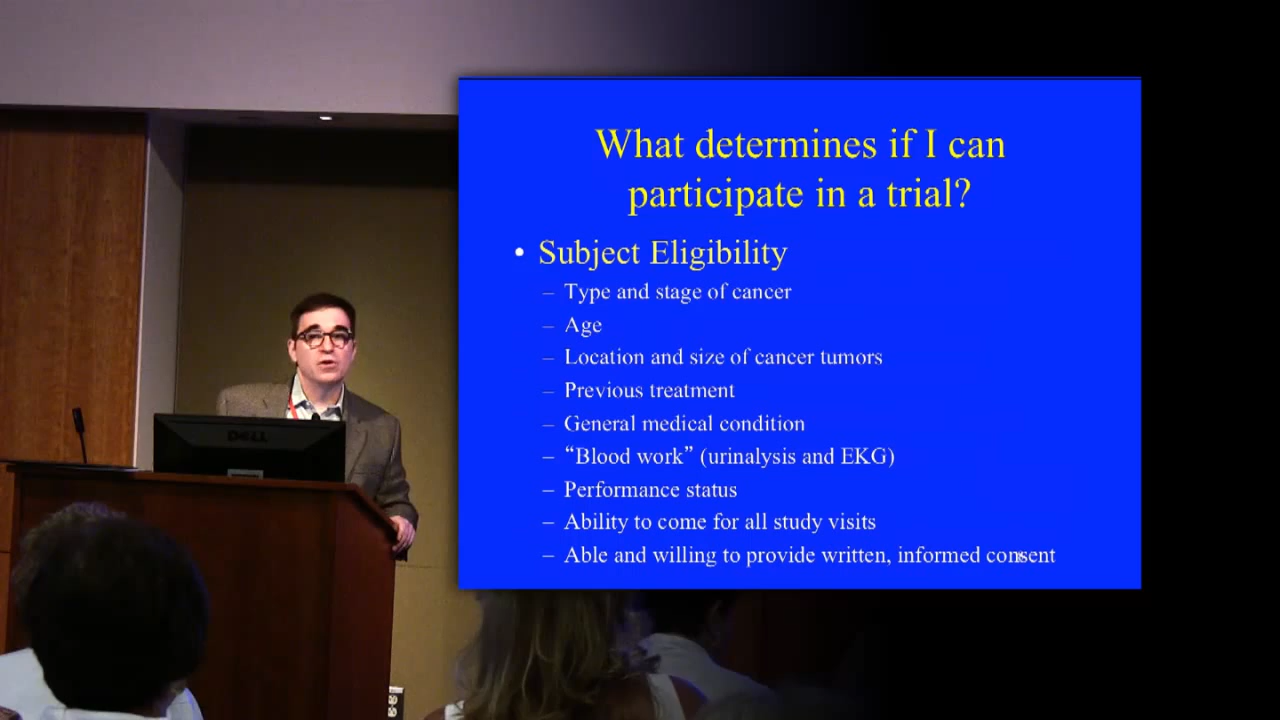 What determines if I can
participate in a trial?
• Subject Eligibility
– Type and stage of cancer
– Age
– Location and size of cancer tumors
– Previous treatment
– General medical condition
– “Blood work” (urinalysis and EKG)
– Performance status
– Ability to come for all study visits
– Able and willing to provide written, informed consent
DELL